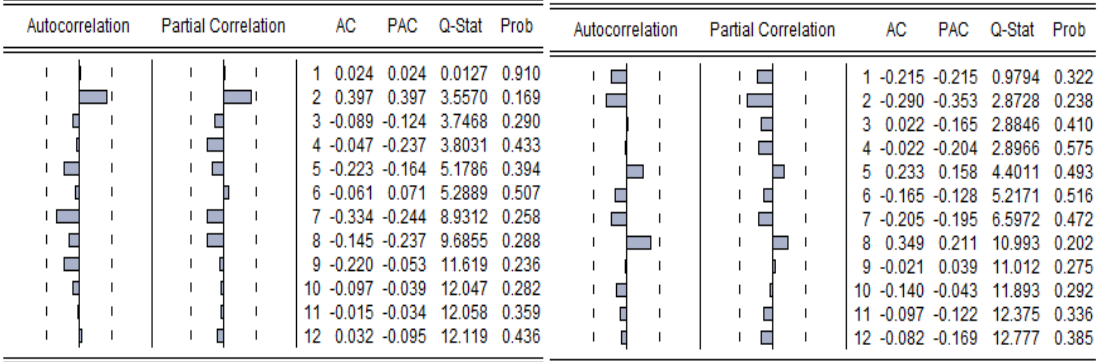 Autocorrelation Partial Correlation AC PAC Q-Stat Prob
1 0.024 0.024 0.0127 0.910
2 0.397 0.397 3.5570 0.169
3 -0.089 -0.124 3.7468 0.290
4 -0.047 -0.237 3.8031 0.433
5 -0.223 -0.164 5.1786 0.394
6 -0.061 0.071 5.2889 0.507
7 -0.334 -0.244 8.9312 0.258
8 -0.145 -0.237 9.6855 0.288
9 -0.220 -0.053 11.619 0.236
10 -0.097 -0.039 12.047 0.282
11 -0.015 -0.034 12.058 0.359
12 0.032 -0.095 12.119 0.436
Autocorrelation Partial Correlation AC PAC Q-Stat Prob
1 -0.215 -0.215 0.9794 0.322
2 -0.290 -0.353 2.8728 0.238
3 0.022 -0.165 2.8846 0.410
4 -0.022 -0.204 2.8966 0.575
5 0.233 0.158 4.4011 0.493
6 -0.165 -0.128 5.2171 0.516
7 -0.205 -0.195 6.5972 0.472
8 0.349 0.211 10.993 0.202
9 -0.021 0.039 11.012 0.275
10 -0.140 -0.043 11.893 0.292
11 -0.097 -0.122 12.375 0.336
12 -0.082 -0.169 12.777 0.385